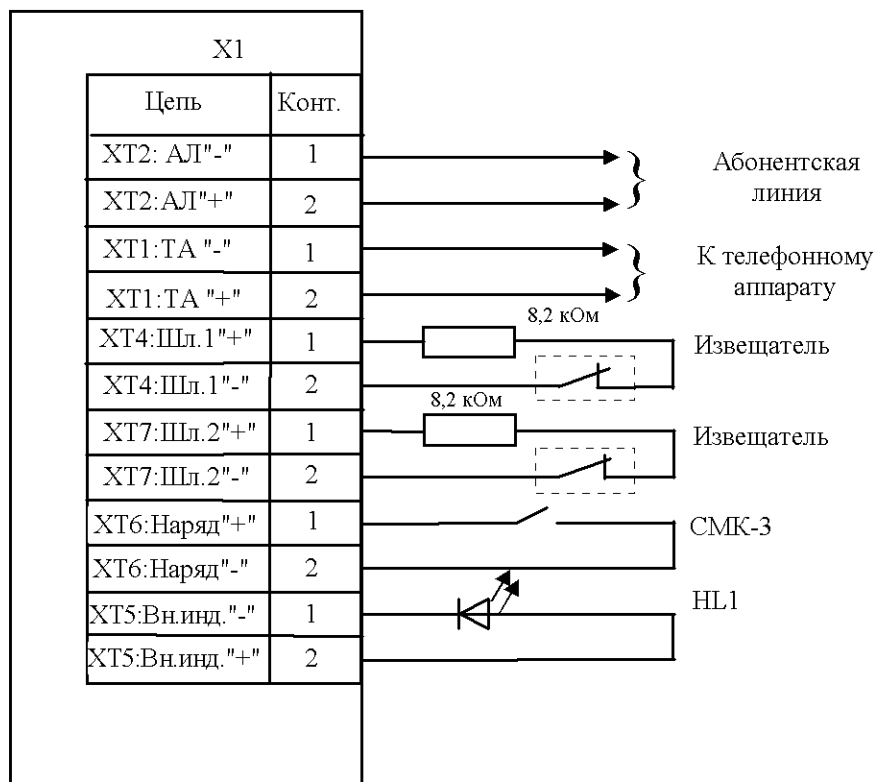 X1
Цепь Конт.
XT2: АЛ"-" 1
XT2:АЛ"+" 2
XT1:ТА "-" 1
XT1:ТА "+" 2
XT4:Шл.1"+" 1
XT4:Шл.1"-" 2
XT7:Шл.2"+" 1
XT7:Шл.2"-" 2
XT6:Наряд"+" 1
XT6:Наряд"-" 2
XT5:Вн.инд."-" 1
XT5:Вн.инд."+" 2
Абонентская
линия
К телефонному
аппарату
8,2 кОм
Извещатель
8,2 кОм
Извещатель
СМК-3
HL1